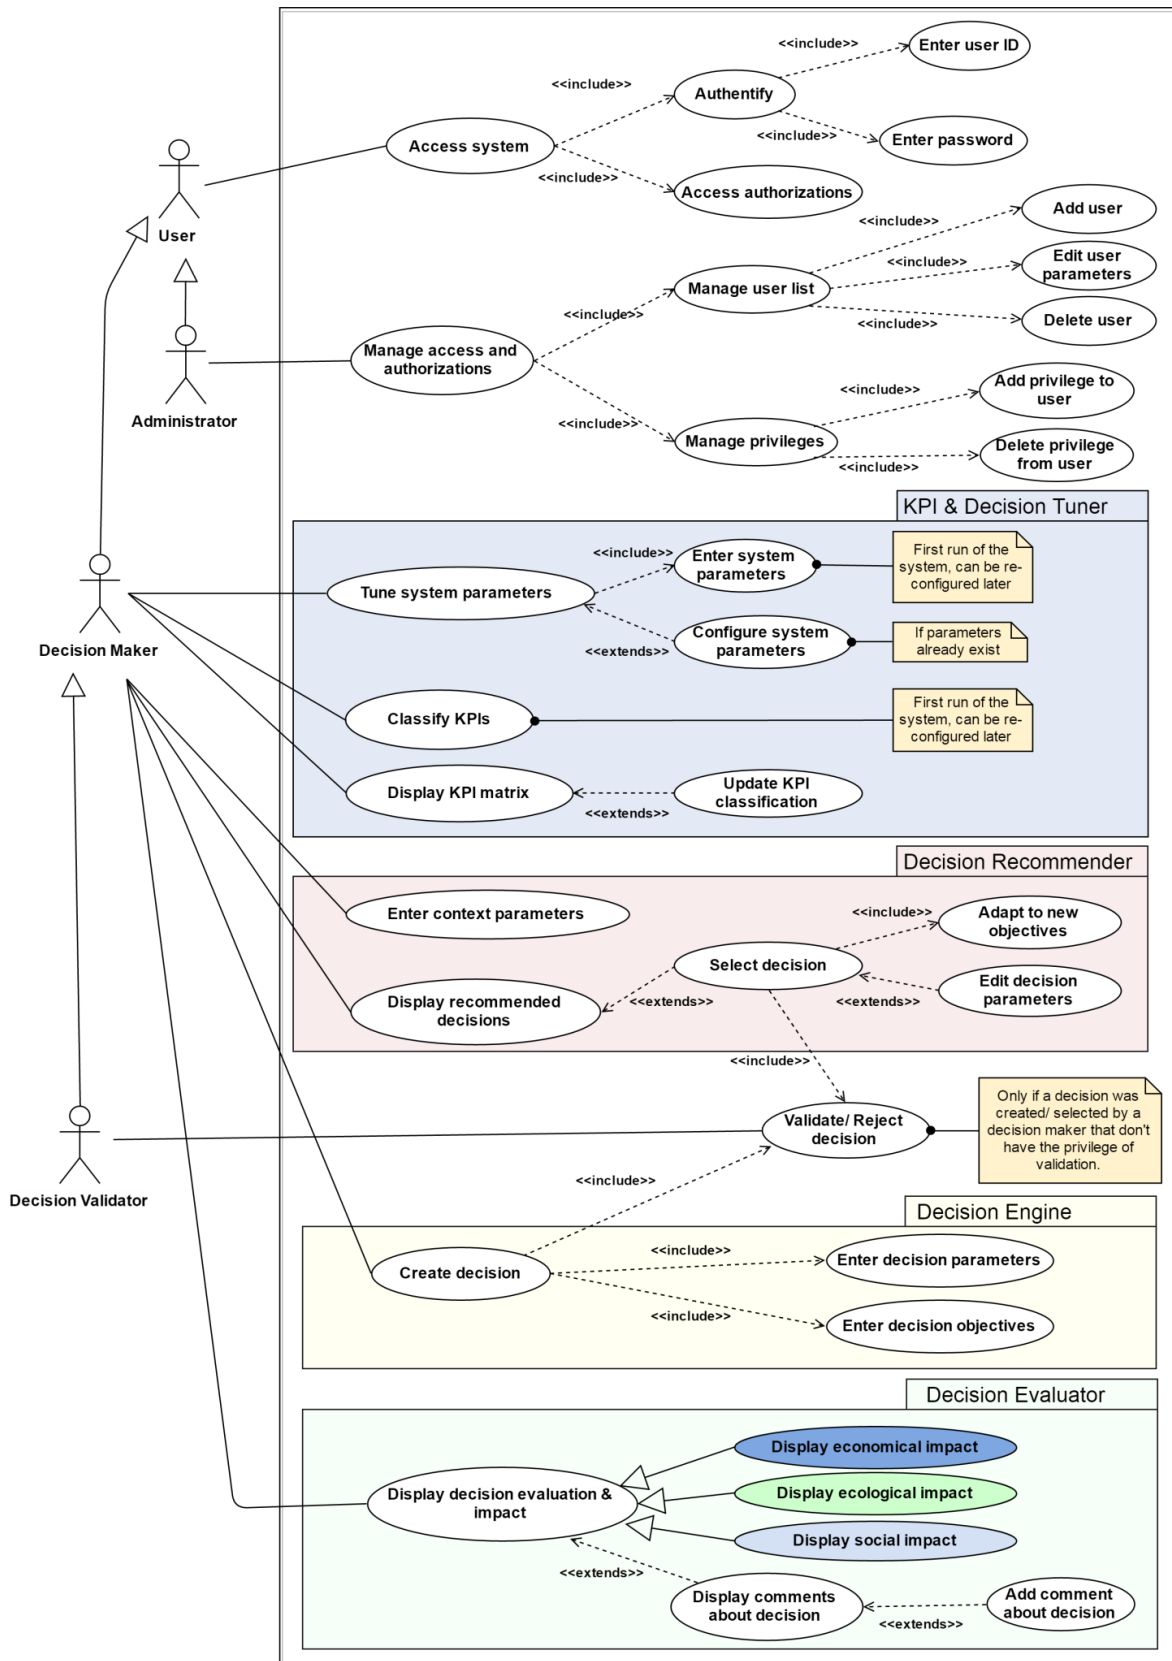 <<include>>
Enter user ID
<<include>>
Authentify
<<include>>
Enter password
Access system
<<include>>
Access authorizations
User
<<include>>
Add user
<<include>>
Edit user
parameters
Manage user list
<<include>>
<<include>>
Delete user
Manage access and
authorizations
Administrator
<<include>>
Add privilege to
user
<<include>>
Manage privileges
<<include>>
Delete privilege
from user
KPI & Decision Tuner
<<include>>
Enter system
parameters
First run of the
system, can be re-
configured later
Tune system parameters
Decision Maker
<<extends>>
Configure system
parameters
If parameters
already exist
Classify KPIs
First run of the
system, can be re-
configured later
Display KPI matrix
<<extends>>
Update KPI
classification
Decision Recommender
Enter context parameters
<<include>>
Adapt to new
objectives
Select decision
<<extends>>
Edit decision
parameters
<<extends>>
Display recommended
decisions
<<include>>
Validate/ Reject
decision
Only if a decision was
created/ selected by a
decision maker that don't
have the privilege of
validation.
Decision Validator
<<include>>
Decision Engine
Create decision
<<include>>
Enter decision parameters
<<include>>
Enter decision objectives
Decision Evaluator
Display economical impact
Display decision evaluation &
impact
Display ecological impact
Display social impact
<<extends>>
Display comments
about decision
<<extends>>
Add comment
about decision